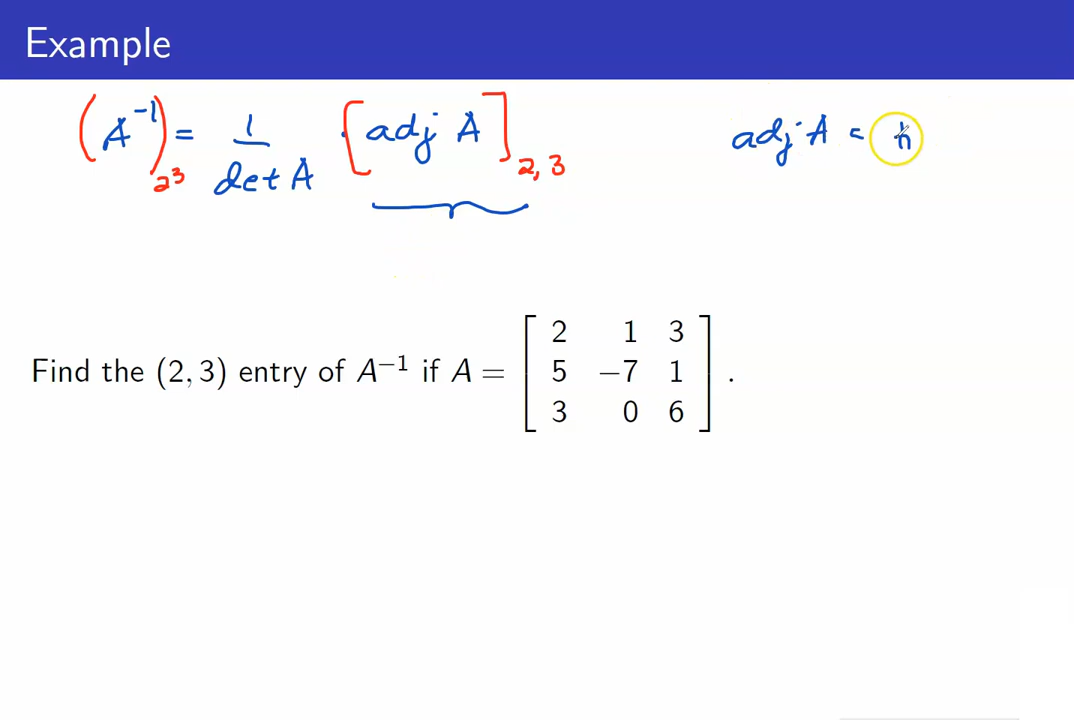 Example
(A⁻¹)₂₃ = 1/det A · [adj A]₂,₃
adj A =
Find the (2, 3) entry of A⁻¹ if A = [ 2 1 3
5 −7 1
3 0 6 ] .